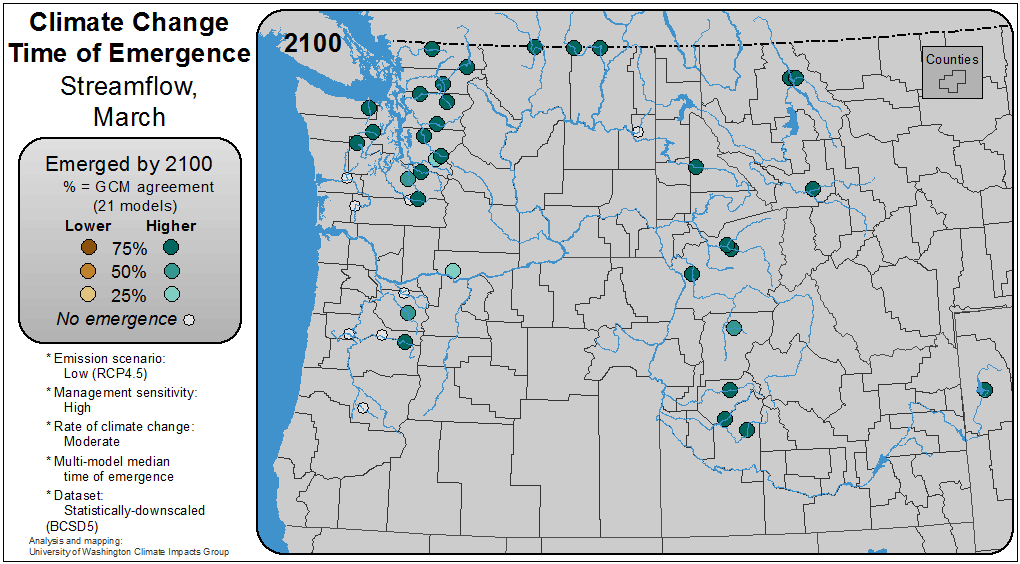 Climate Change
Time of Emergence
Streamflow,
March
Emerged by 2100
% = GCM agreement
(21 models)
Lower Higher
75%
50%
25%
No emergence
* Emission scenario:
Low (RCP4.5)
* Management sensitivity:
High
* Rate of climate change:
Moderate
* Multi-model median
time of emergence
* Dataset:
Statistically-downscaled
(BCSD5)
Analysis and mapping:
University of Washington Climate Impacts Group
2100
Counties